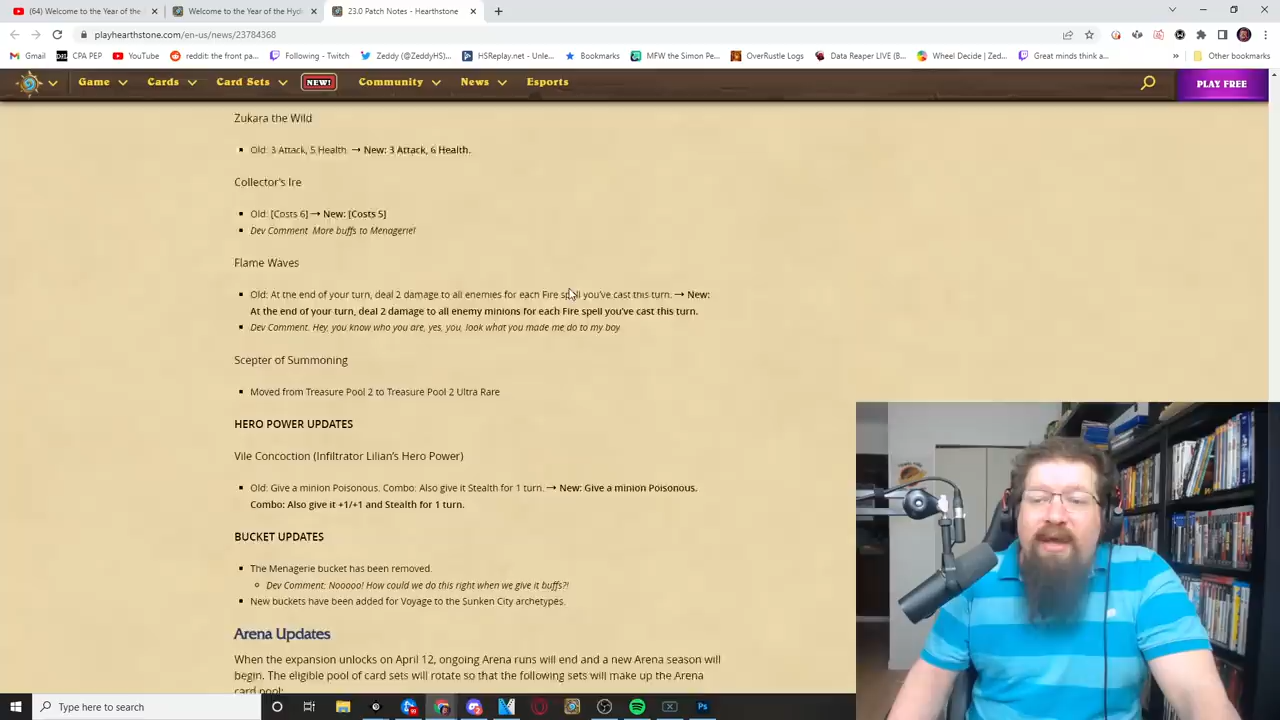 (64) Welcome to the Year of the
Welcome to the Year of the Hyd
23.0 Patch Notes - Hearthstone
playhearthstone.com/en-us/news/23784368
Gmail CPA PEP YouTube reddit: the front pa... Following - Twitch Zeddy (@ZeddyHS)... HSReplay.net - Unle... Bookmarks MFW the Simon Pe... OverRustle Logs Data Reaper LIVE (B... Wheel Decide | Zed... Great minds think a... » Other bookmarks
Game Cards Card Sets NEW! Community News Esports PLAY FREE
Zukara the Wild
Old: 3 Attack, 5 Health. → New: 3 Attack, 6 Health.
Collector's Ire
Old: [Costs 6] → New: [Costs 5]
Dev Comment More buffs to Menagerie!
Flame Waves
Old: At the end of your turn, deal 2 damage to all enemies for each Fire spell you've cast this turn. → New:
At the end of your turn, deal 2 damage to all enemy minions for each Fire spell you've cast this turn.
Dev Comment. Hey, you know who you are, yes, you, look what you made me do to my boy
Scepter of Summoning
Moved from Treasure Pool 2 to Treasure Pool 2 Ultra Rare
HERO POWER UPDATES
Vile Concoction (Infiltrator Lilian's Hero Power)
Old: Give a minion Poisonous. Combo: Also give it Stealth for 1 turn. → New: Give a minion Poisonous.
Combo: Also give it +1/+1 and Stealth for 1 turn.
BUCKET UPDATES
The Menagerie bucket has been removed.
Dev Comment: Nooooo! How could we do this right when we give it buffs?!
New buckets have been added for Voyage to the Sunken City archetypes.
Arena Updates
When the expansion unlocks on April 12, ongoing Arena runs will end and a new Arena season will
begin. The eligible pool of card sets will rotate so that the following sets will make up the Arena
card pool:
Type here to search